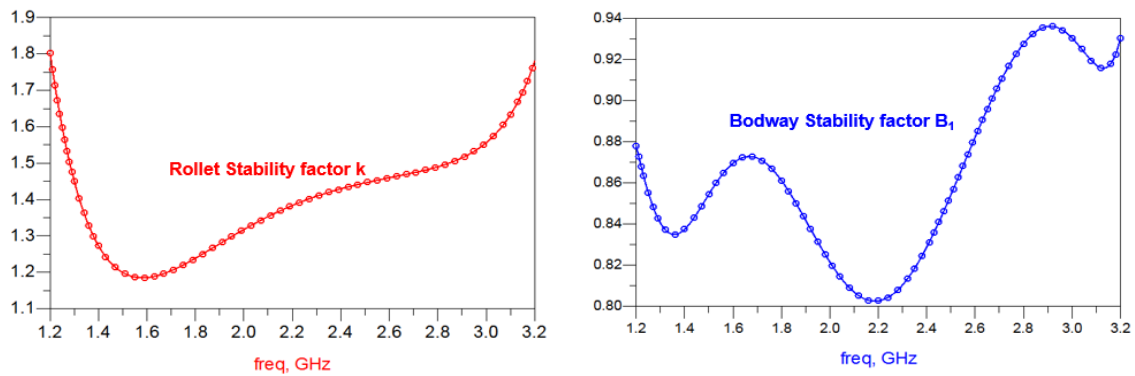 1.9
1.8
1.7
1.6
1.5
1.4
1.3
1.2
1.1
Rollet Stability factor k
1.2 1.4 1.6 1.8 2.0 2.2 2.4 2.6 2.8 3.0 3.2
freq, GHz
0.94
0.90
0.88
0.86
0.84
0.82
0.80
Bodway Stability factor B₁
1.2 1.4 1.6 1.8 2.0 2.2 2.4 2.6 2.8 3.0 3.2
freq, GHz